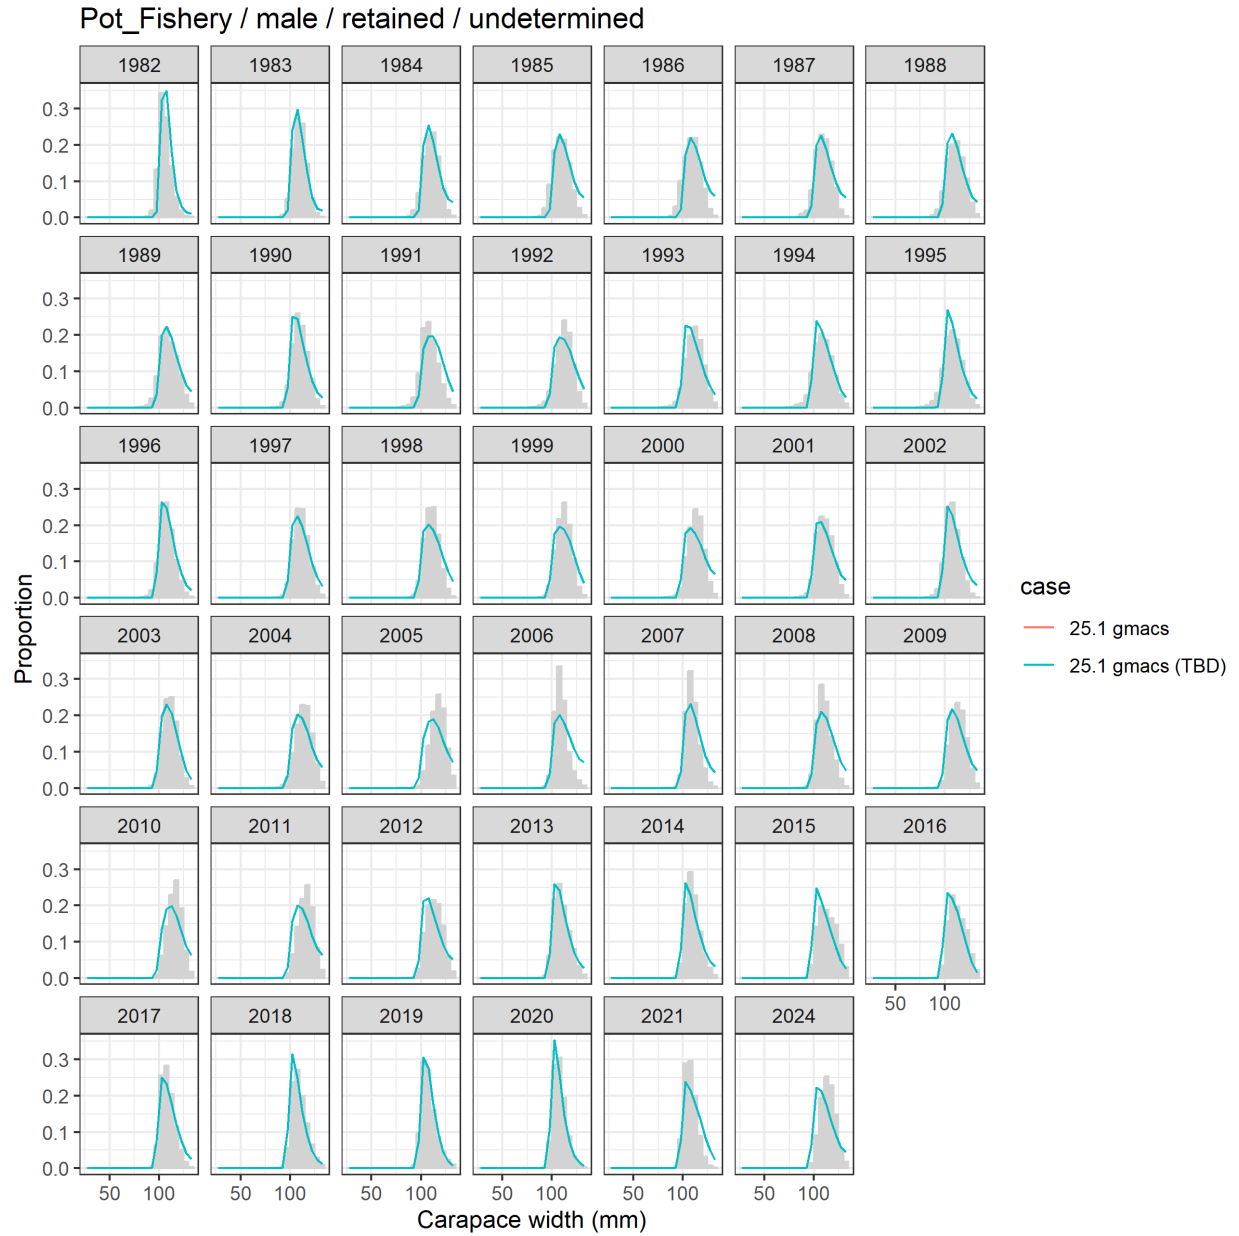 Pot_Fishery / male / retained / undetermined
1982 1983 1984 1985 1986 1987 1988
0.3
0.2
0.1
0.0
1989 1990 1991 1992 1993 1994 1995
0.3
0.2
0.1
0.0
1996 1997 1998 1999 2000 2001 2002
0.3
0.2
0.1
0.0
2003 2004 2005 2006 2007 2008 2009
0.3
0.2
0.1
0.0
2010 2011 2012 2013 2014 2015 2016
0.3
0.2
0.1
0.0
50 100
2017 2018 2019 2020 2021 2024
0.3
0.2
0.1
0.0
50 100 50 100 50 100 50 100 50 100 50 100
Carapace width (mm)
Proportion
case
25.1 gmacs
25.1 gmacs (TBD)